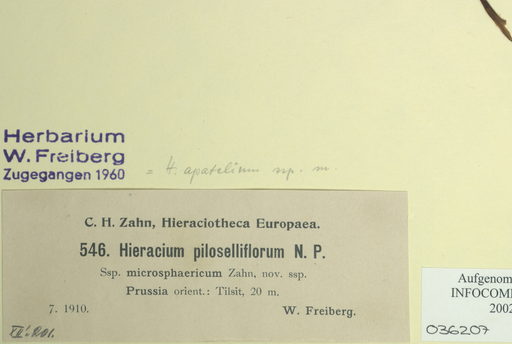 Herbarium
W. Freiberg
Zugegangen 1960
= H. apatelium ssp. m.
C. H. Zahn, Hieraciotheca Europaea.
546. Hieracium piloselliflorum N. P.
Ssp. microsphaericum Zahn, nov. ssp.
Prussia orient.: Tilsit, 20 m.
7. 1910.
W. Freiberg.
Aufgenom
INFOCOM
2002
036207